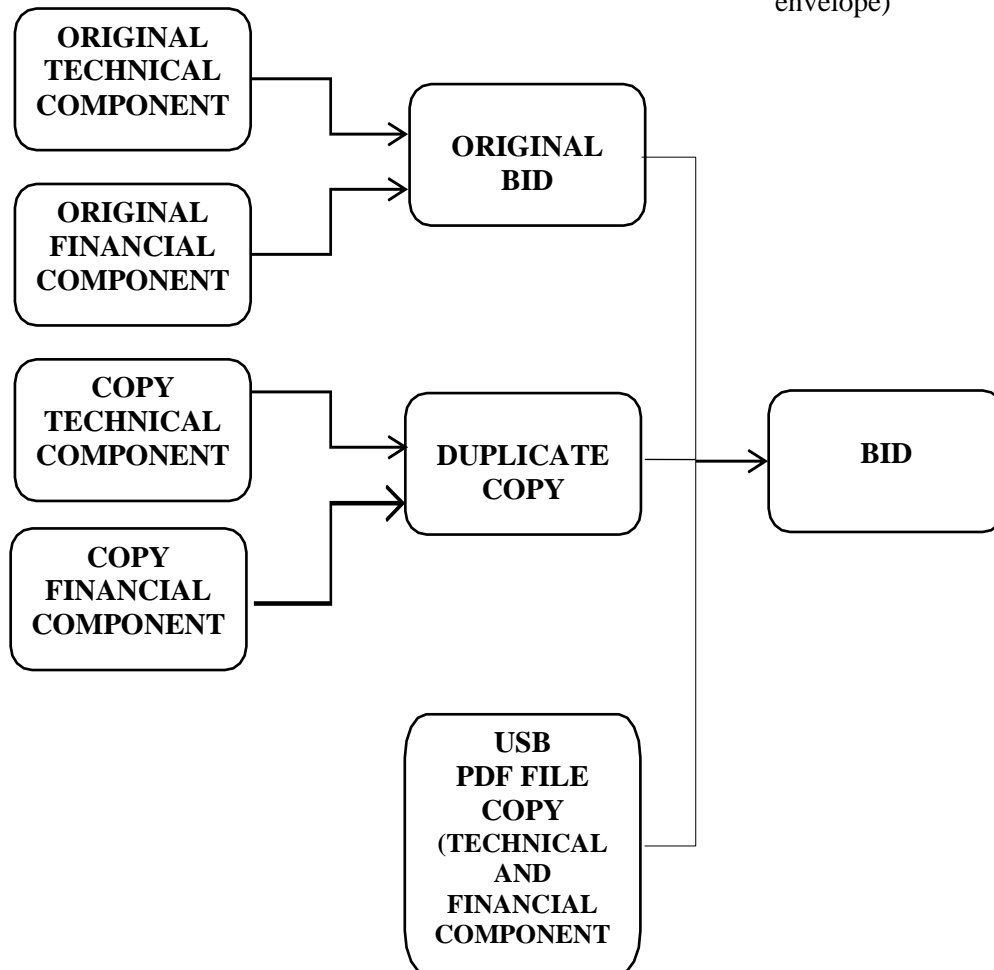 envelope)
ORIGINAL
TECHNICAL
COMPONENT
ORIGINAL
BID
ORIGINAL
FINANCIAL
COMPONENT
COPY
TECHNICAL
COMPONENT
DUPLICATE
COPY
BID
COPY
FINANCIAL
COMPONENT
USB
PDF FILE
COPY
(TECHNICAL
AND
FINANCIAL
COMPONENT